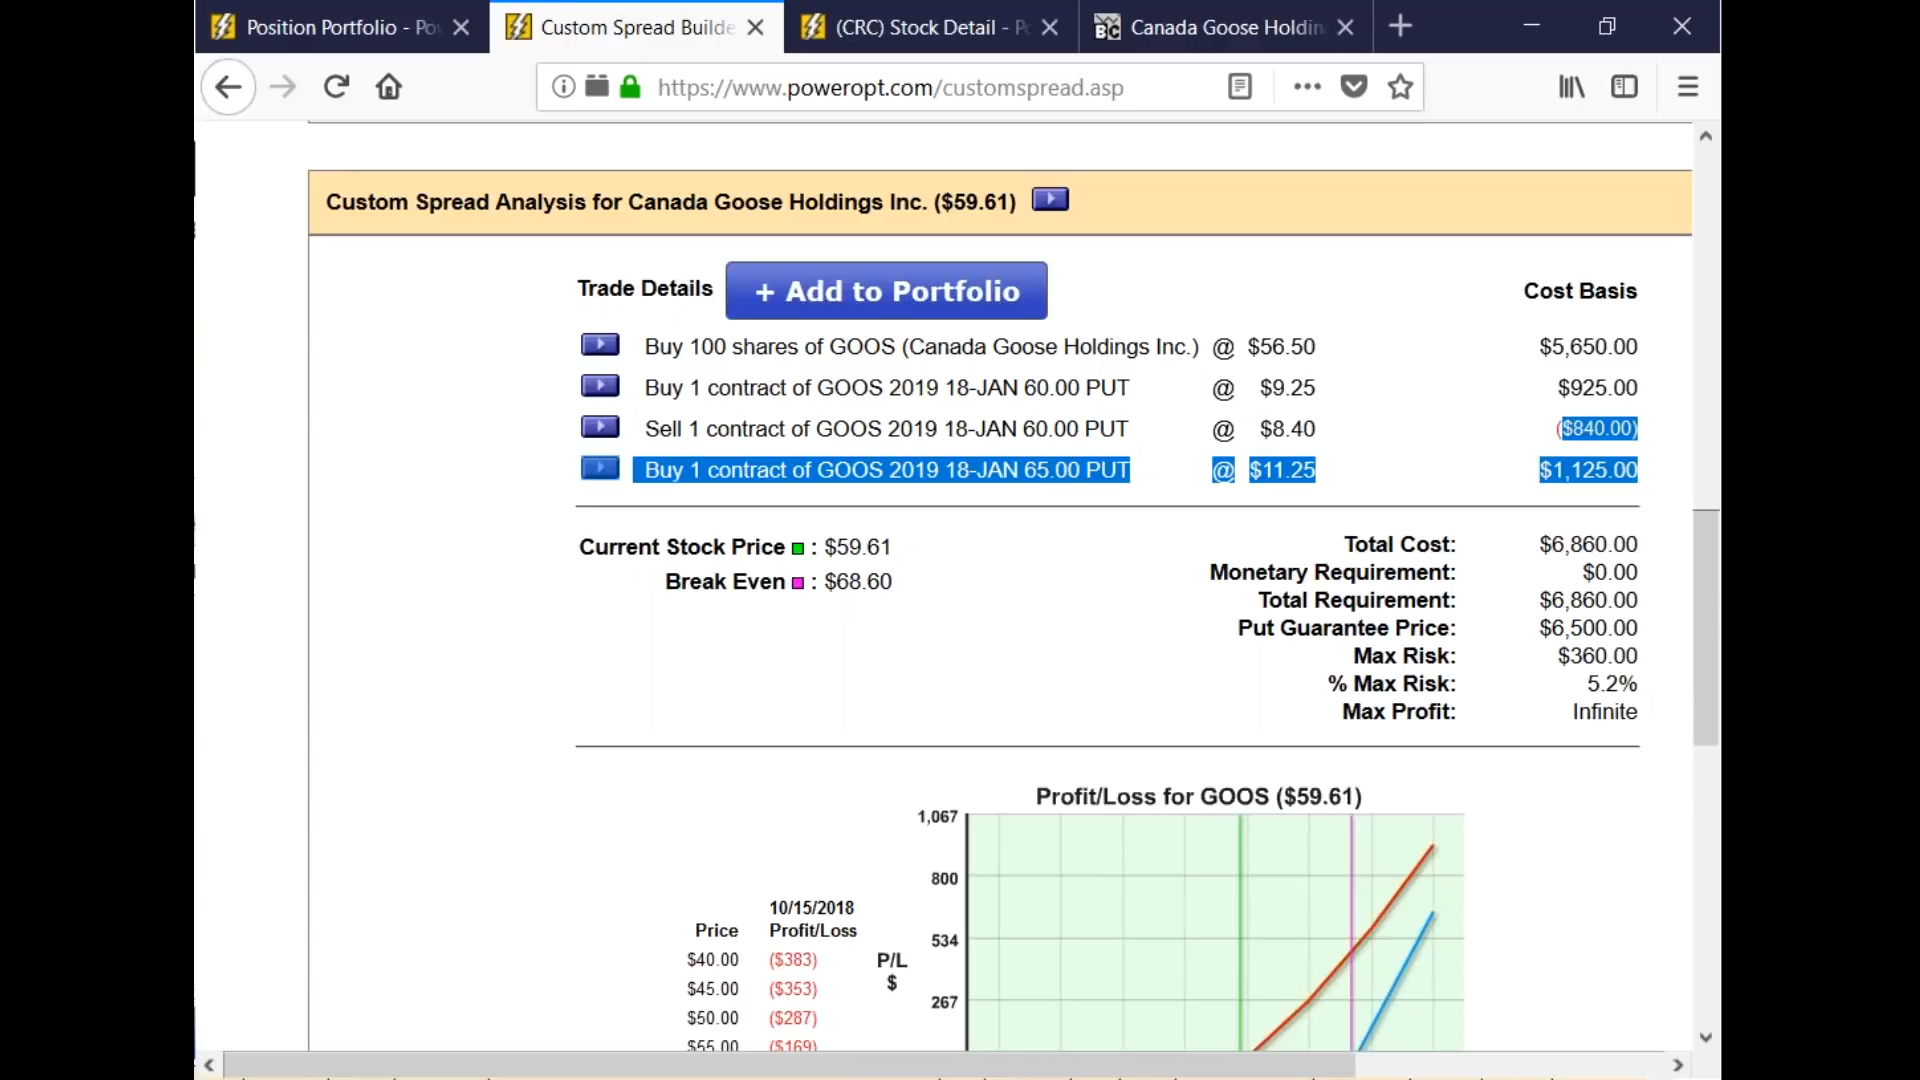 Position Portfolio - Po
Custom Spread Builde
(CRC) Stock Detail - Po
Canada Goose Holdin
https://www.poweropt.com/customspread.asp
Custom Spread Analysis for Canada Goose Holdings Inc. ($59.61)
Trade Details + Add to Portfolio Cost Basis
Buy 100 shares of GOOS (Canada Goose Holdings Inc.) @ $56.50 $5,650.00
Buy 1 contract of GOOS 2019 18-JAN 60.00 PUT @ $9.25 $925.00
Sell 1 contract of GOOS 2019 18-JAN 60.00 PUT @ $8.40 ($840.00)
Buy 1 contract of GOOS 2019 18-JAN 65.00 PUT @ $11.25 $1,125.00
Current Stock Price : $59.61
Break Even : $68.60
Total Cost: $6,860.00
Monetary Requirement: $0.00
Total Requirement: $6,860.00
Put Guarantee Price: $6,500.00
Max Risk: $360.00
% Max Risk: 5.2%
Max Profit: Infinite
Profit/Loss for GOOS ($59.61)
1,067
800
534
267
P/L
$
10/15/2018
Price Profit/Loss
$40.00 ($383)
$45.00 ($353)
$50.00 ($287)
$55.00 ($169)